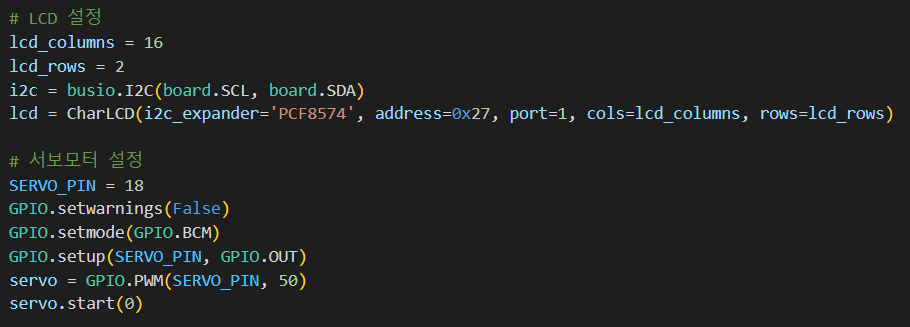 # LCD 설정
lcd_columns = 16
lcd_rows = 2
i2c = busio.I2C(board.SCL, board.SDA)
lcd = CharLCD(i2c_expander='PCF8574', address=0x27, port=1, cols=lcd_columns, rows=lcd_rows)

# 서보모터 설정
SERVO_PIN = 18
GPIO.setwarnings(False)
GPIO.setmode(GPIO.BCM)
GPIO.setup(SERVO_PIN, GPIO.OUT)
servo = GPIO.PWM(SERVO_PIN, 50)
servo.start(0)